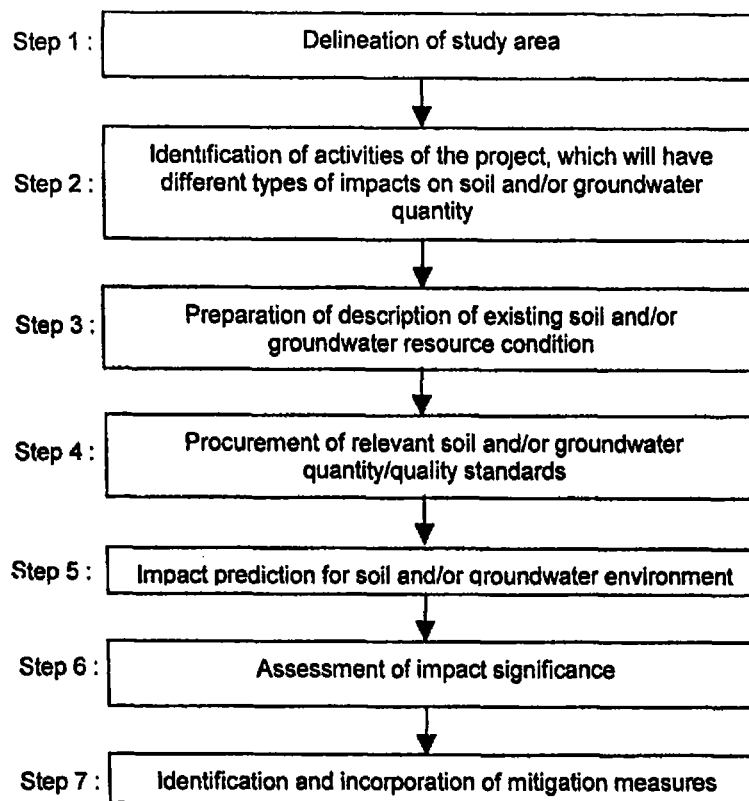 Step 1 : Delineation of study area
Identification of activities of the project, which will have
Step 2 : different types of impacts on soil and/or groundwater
quantity
Step 3 : Preparation of description of existing soil and/or
groundwater resource condition
Step 4 : Procurement of relevant soil and/or groundwater
quantity/quality standards
Step 5 : Impact prediction for soil and/or groundwater environment
Step 6 : Assessment of impact significance
Step 7 : Identification and incorporation of mitigation measures